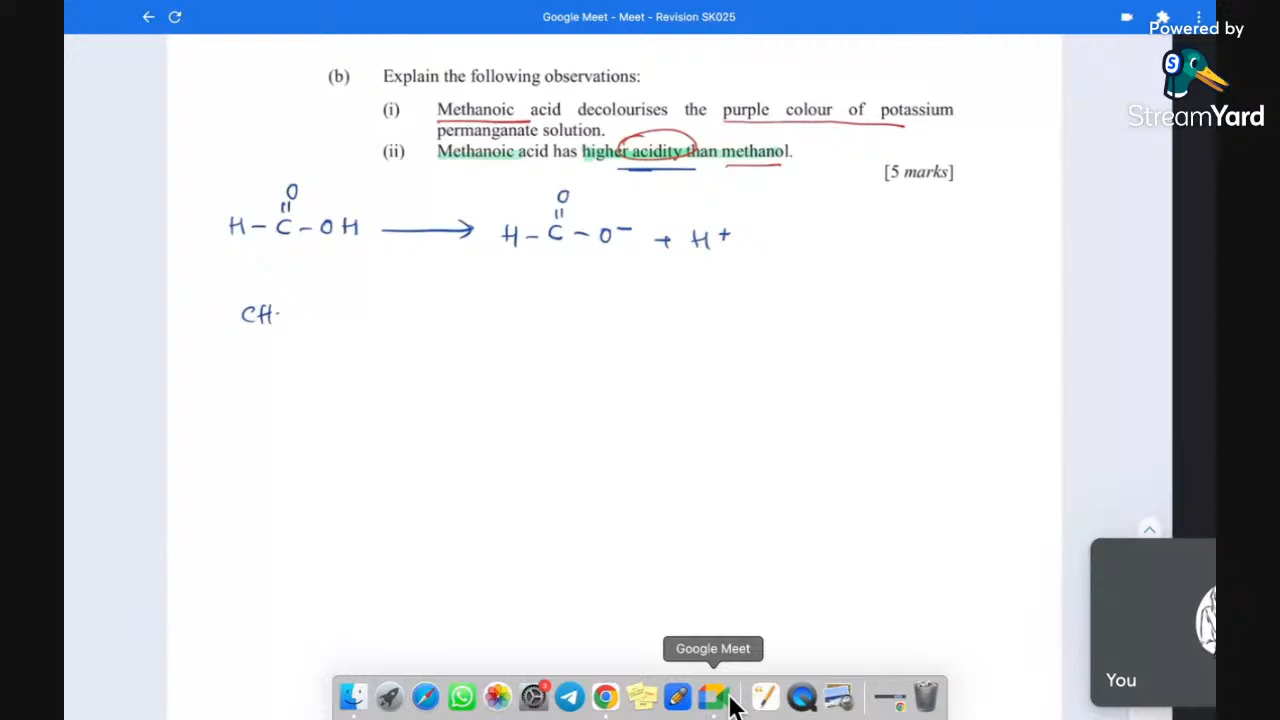 Google Meet - Meet - Revision SK025
Powered by
StreamYard
(b) Explain the following observations:
(i) Methanoic acid decolourises the purple colour of potassium
permanganate solution.
(ii) Methanoic acid has higher acidity than methanol.
[5 marks]
O
H – C – OH
O
H – C – O⁻ + H⁺
CH
Google Meet
You